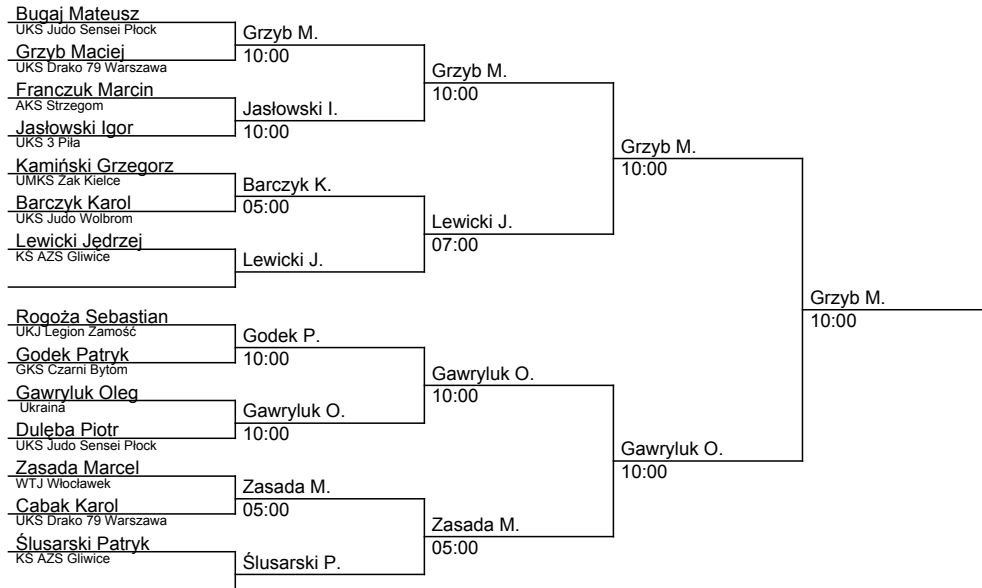 Bugaj Mateusz
UKS Judo Sensei Płock
Grzyb Maciej
UKS Drako 79 Warszawa
Franczuk Marcin
AKS Strzegom
Jasłowski Igor
UKS 3 Piła
Kamiński Grzegorz
UMKS Żak Kielce
Barczyk Karol
UKS Judo Wolbrom
Lewicki Jędrzej
KS AZS Gliwice
Rogoża Sebastian
UKJ Legion Zamość
Godek Patryk
GKS Czarni Bytom
Gawryluk Oleg
Ukraina
Dulęba Piotr
UKS Judo Sensei Płock
Zasada Marcel
WTJ Włocławek
Cabak Karol
UKS Drako 79 Warszawa
Ślusarski Patryk
KS AZS Gliwice
Grzyb M.
10:00
Jasłowski I.
10:00
Barczyk K.
05:00
Lewicki J.
Godek P.
10:00
Gawryluk O.
10:00
Zasada M.
05:00
Ślusarski P.
Grzyb M.
10:00
Lewicki J.
07:00
Gawryluk O.
10:00
Zasada M.
05:00
Grzyb M.
10:00
Gawryluk O.
10:00
Grzyb M.
10:00